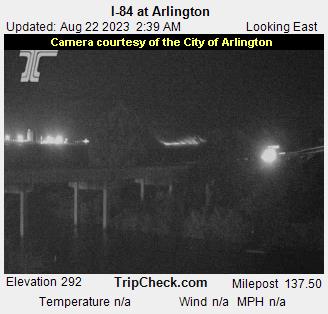 I-84 at Arlington
Updated: Aug 22 2023 2:39 AM Looking East
Camera courtesy of the City of Arlington
Elevation 292 TripCheck.com Milepost 137.50
Temperature n/a Wind n/a MPH n/a